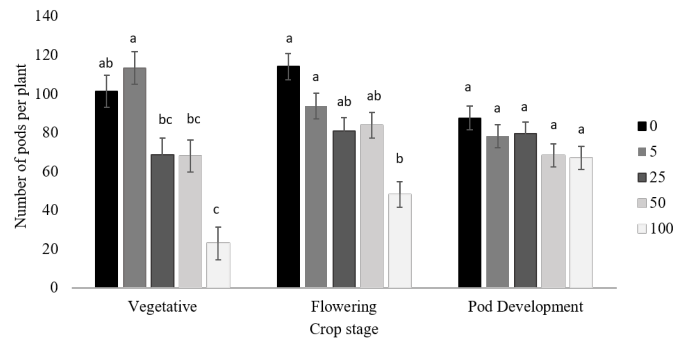 140
120
100
80
60
40
20
0
Number of pods per plant
ab
a
bc
bc
c
a
a
ab
ab
b
a
a
a
a
a
0
5
25
50
100
Vegetative
Flowering
Pod Development
Crop stage